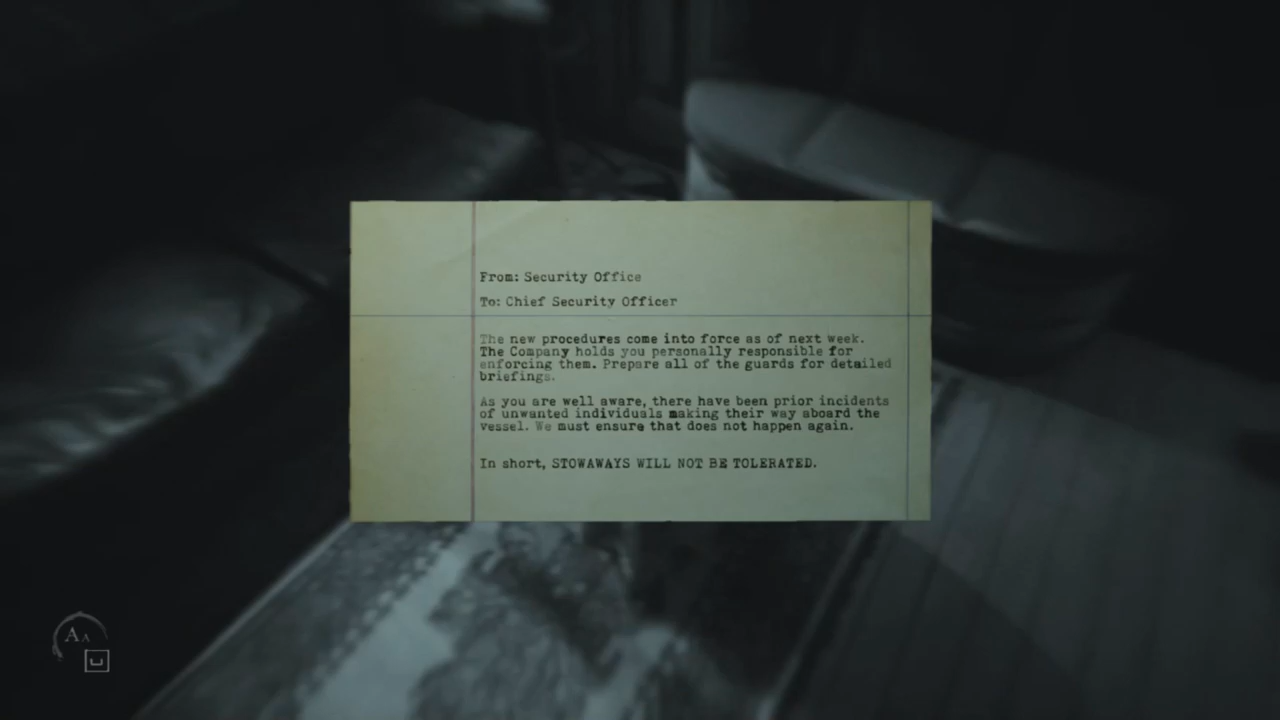 From: Security Office
To: Chief Security Officer
The new procedures come into force as of next week.
The Company holds you personally responsible for
enforcing them. Prepare all of the guards for detailed
briefings.
As you are well aware, there have been prior incidents
of unwanted individuals making their way aboard the
vessel. We must ensure that does not happen again.
In short, STOWAWAYS WILL NOT BE TOLERATED.
A A